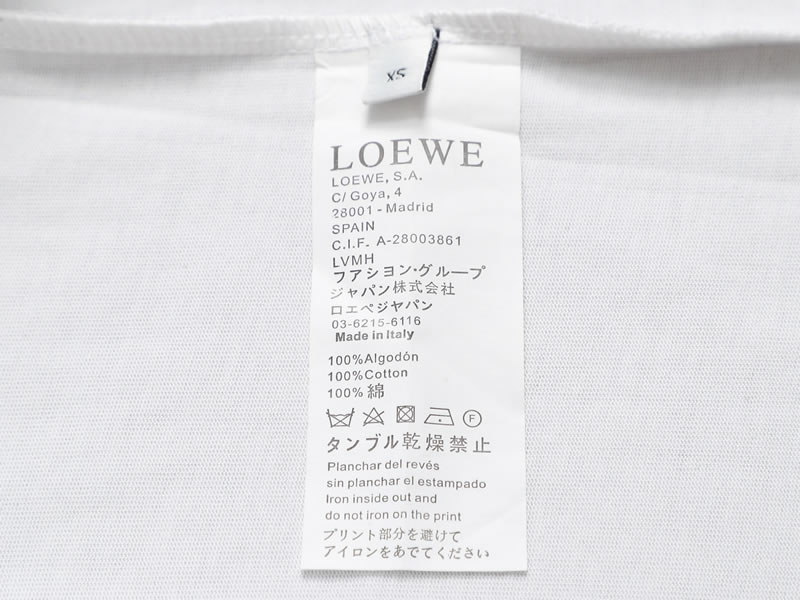 XS
LOEWE
LOEWE, S.A.
C/ Goya, 4
28001 - Madrid
SPAIN
C.I.F. A-28003861
LVMH
フアシヨン・グループ
ジャパン株式会社
ロエペジヤパン
03-6215-6116
Made in Italy
100%Algodón
100%Cotton
100%綿
F
タンブル乾燥禁止
Planchar del revés
sin planchar el estampado
Iron inside out and
do not iron on the print
プリント部分を避けて
アイロンをあでてください